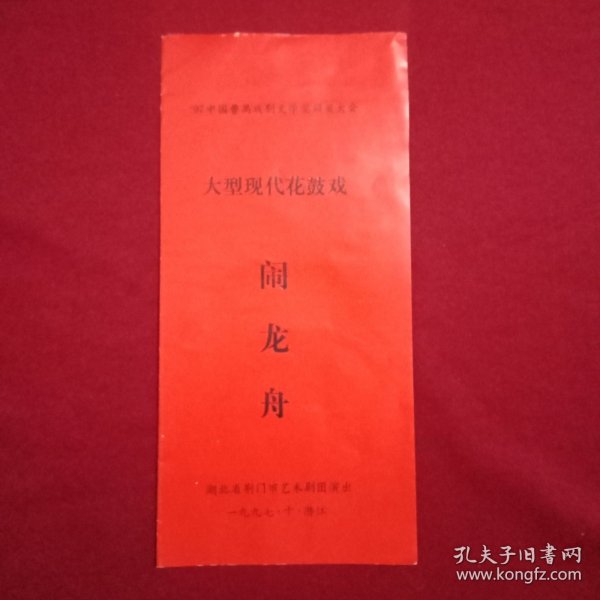 97中国曹禺戏剧文学奖颁奖大会
大型现代花鼓戏
闹
龙
舟
湖北省荆门市艺术剧团演出
一九九七·十·潜江
孔夫子旧书网
www.kongfz.com